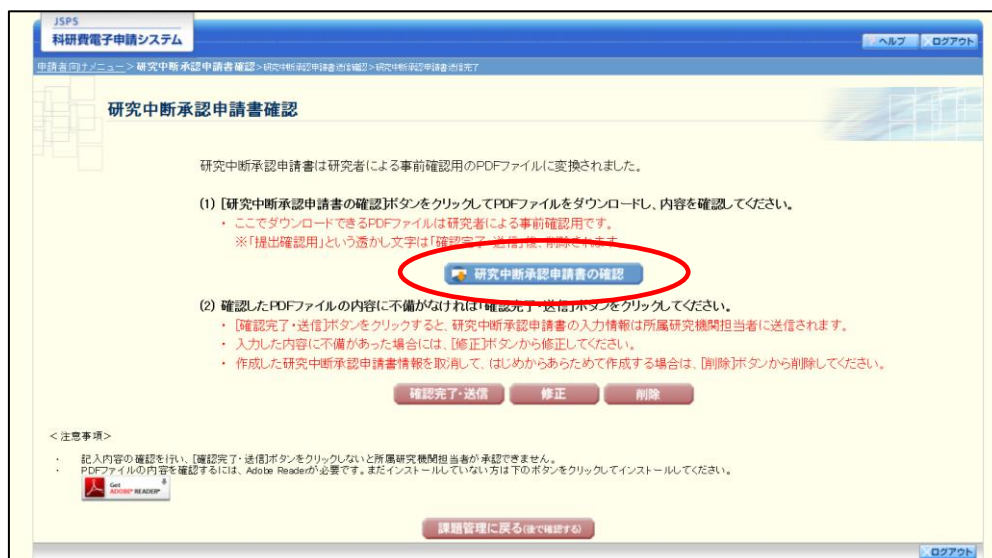 JSPS
科研費電子申請システム
ヘルプ
ログアウト
申請者向けメニュー>研究中断承認申請書確認>研究中断承認申請書送信確認>研究中断承認申請書送信完了
研究中断承認申請書確認
研究中断承認申請書は研究者による事前確認用のPDFファイルに変換されました。
(1) [研究中断承認申請書の確認]ボタンをクリックしてPDFファイルをダウンロードし、内容を確認してください。
・ ここでダウンロードできるPDFファイルは研究者による事前確認用です。
※「提出確認用」という透かし文字は「確認完了・送信」後、削除されます
研究中断承認申請書の確認
(2) 確認したPDFファイルの内容に不備がなければ「確認完了・送信]ボタンをクリックしてください。
・ [確認完了・送信]ボタンをクリックすると、研究中断承認申請書の入力情報は所属研究機関担当者に送信されます。
・ 入力した内容に不備があった場合には、[修正]ボタンから修正してください。
・ 作成した研究中断承認申請書情報を取消して、はじめからあらためて作成する場合は、[削除]ボタンから削除してください。
確認完了・送信
修正
削除
<注意事項>
・ 記入内容の確認を行い、[確認完了・送信]ボタンをクリックしないと所属研究機関担当者が承認できません。
・ PDFファイルの内容を確認するには、Adobe Readerが必要です。まだインストールしていない方は下のボタンをクリックしてインストールしてください。
Get
ADOBE® READER®
課題管理に戻る(後で確認する)
ログアウト